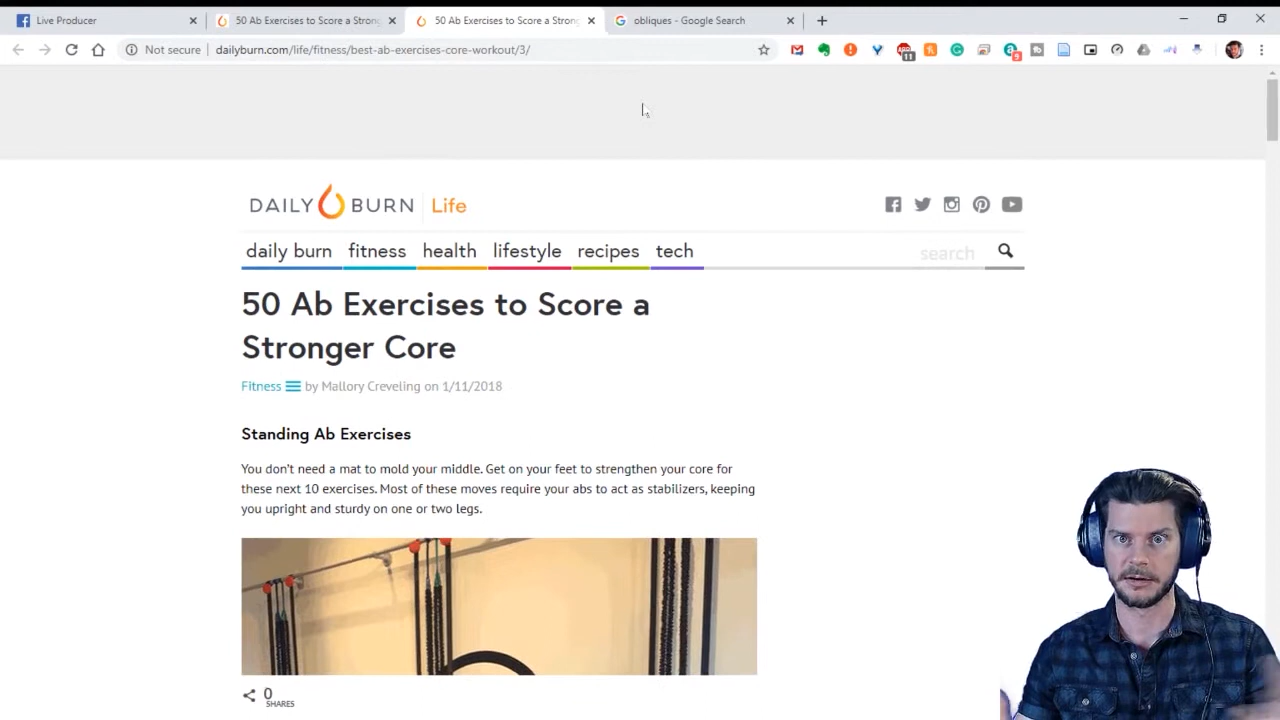 Live Producer
50 Ab Exercises to Score a Strong
50 Ab Exercises to Score a Strong
obliques - Google Search
Not secure
dailyburn.com/life/fitness/best-ab-exercises-core-workout/3/
11
9
DAILY BURN Life
daily burn fitness health lifestyle recipes tech
search
50 Ab Exercises to Score a
Stronger Core
Fitness by Mallory Creveling on 1/11/2018
Standing Ab Exercises
You don't need a mat to mold your middle. Get on your feet to strengthen your core for
these next 10 exercises. Most of these moves require your abs to act as stabilizers, keeping
you upright and sturdy on one or two legs.
0
SHARES